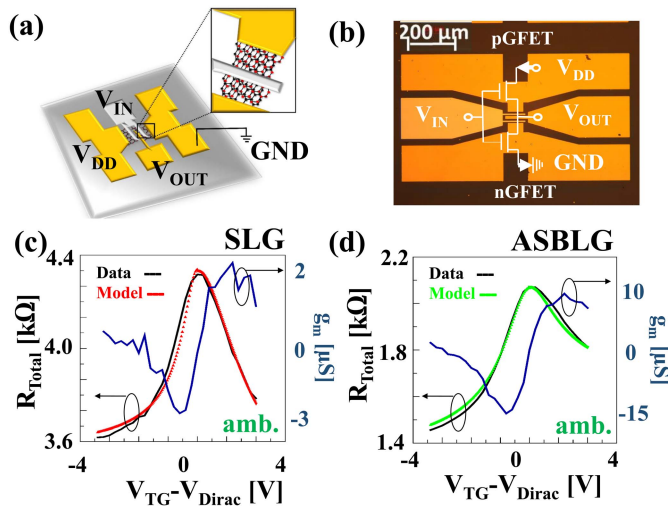 (a)
V_IN
V_DD
V_OUT
GND
(b)
200 µm
pGFET
V_DD
V_IN
V_OUT
GND
nGFET
(c)
SLG
4.4
4.0
3.6
R_Total [kΩ]
Data
Model
2
0
-3
g_m [µS]
amb.
-4 0 4
V_TG-V_Dirac [V]
(d)
ASBLG
2.2
1.8
1.4
R_Total [kΩ]
Data
Model
10
0
-15
g_m [µS]
amb.
-4 0 4
V_TG-V_Dirac [V]